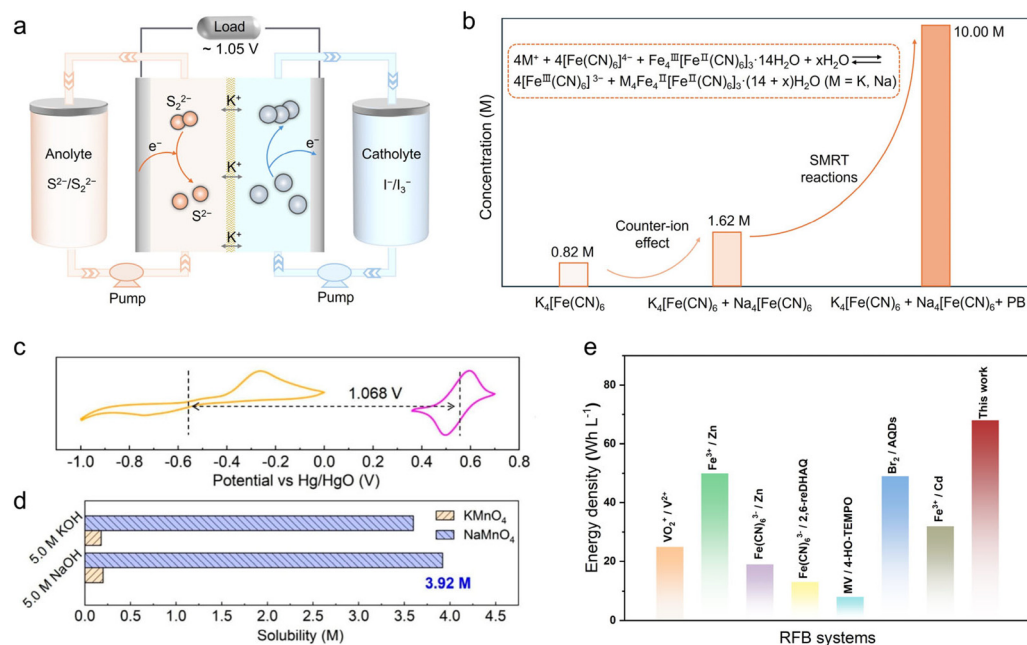 a
Load
~ 1.05 V
Anolyte
S²⁻/S₂²⁻
S₂²⁻
e⁻
S²⁻
K⁺
K⁺
K⁺
e⁻
Catholyte
I⁻/I₃⁻
Pump
Pump
b
Concentration (M)
4M⁺ + 4[Fe(CN)₆]⁴⁻ + Fe₄ᴵᴵᴵ[Feᴵᴵ(CN)₆]₃·14H₂O + xH₂O ⇌
4[Feᴵᴵᴵ(CN)₆]³⁻ + M₄Fe₄ᴵᴵ[Feᴵᴵ(CN)₆]₃·(14 + x)H₂O (M = K, Na)
10.00 M
SMRT
reactions
Counter-ion
effect
1.62 M
0.82 M
K₄[Fe(CN)₆
K₄[Fe(CN)₆ + Na₄[Fe(CN)₆
K₄[Fe(CN)₆ + Na₄[Fe(CN)₆+ PB
c
1.068 V
-1.0 -0.8 -0.6 -0.4 -0.2 0.0 0.2 0.4 0.6 0.8
Potential vs Hg/HgO (V)
d
5.0 M KOH
5.0 M NaOH
KMnO₄
NaMnO₄
3.92 M
0.0 0.5 1.0 1.5 2.0 2.5 3.0 3.5 4.0 4.5 5.0
Solubility (M)
e
Energy density (Wh L⁻¹)
80
60
40
20
0
VO₂⁺ / V²⁺
Fe³⁺ / Zn
Fe(CN)₆³⁻ / Zn
Fe(CN)₆³⁻ / 2,6-reDHAQ
MV / 4-HO-TEMPO
Br₂ / AQDs
Fe³⁺ / Cd
This work
RFB systems